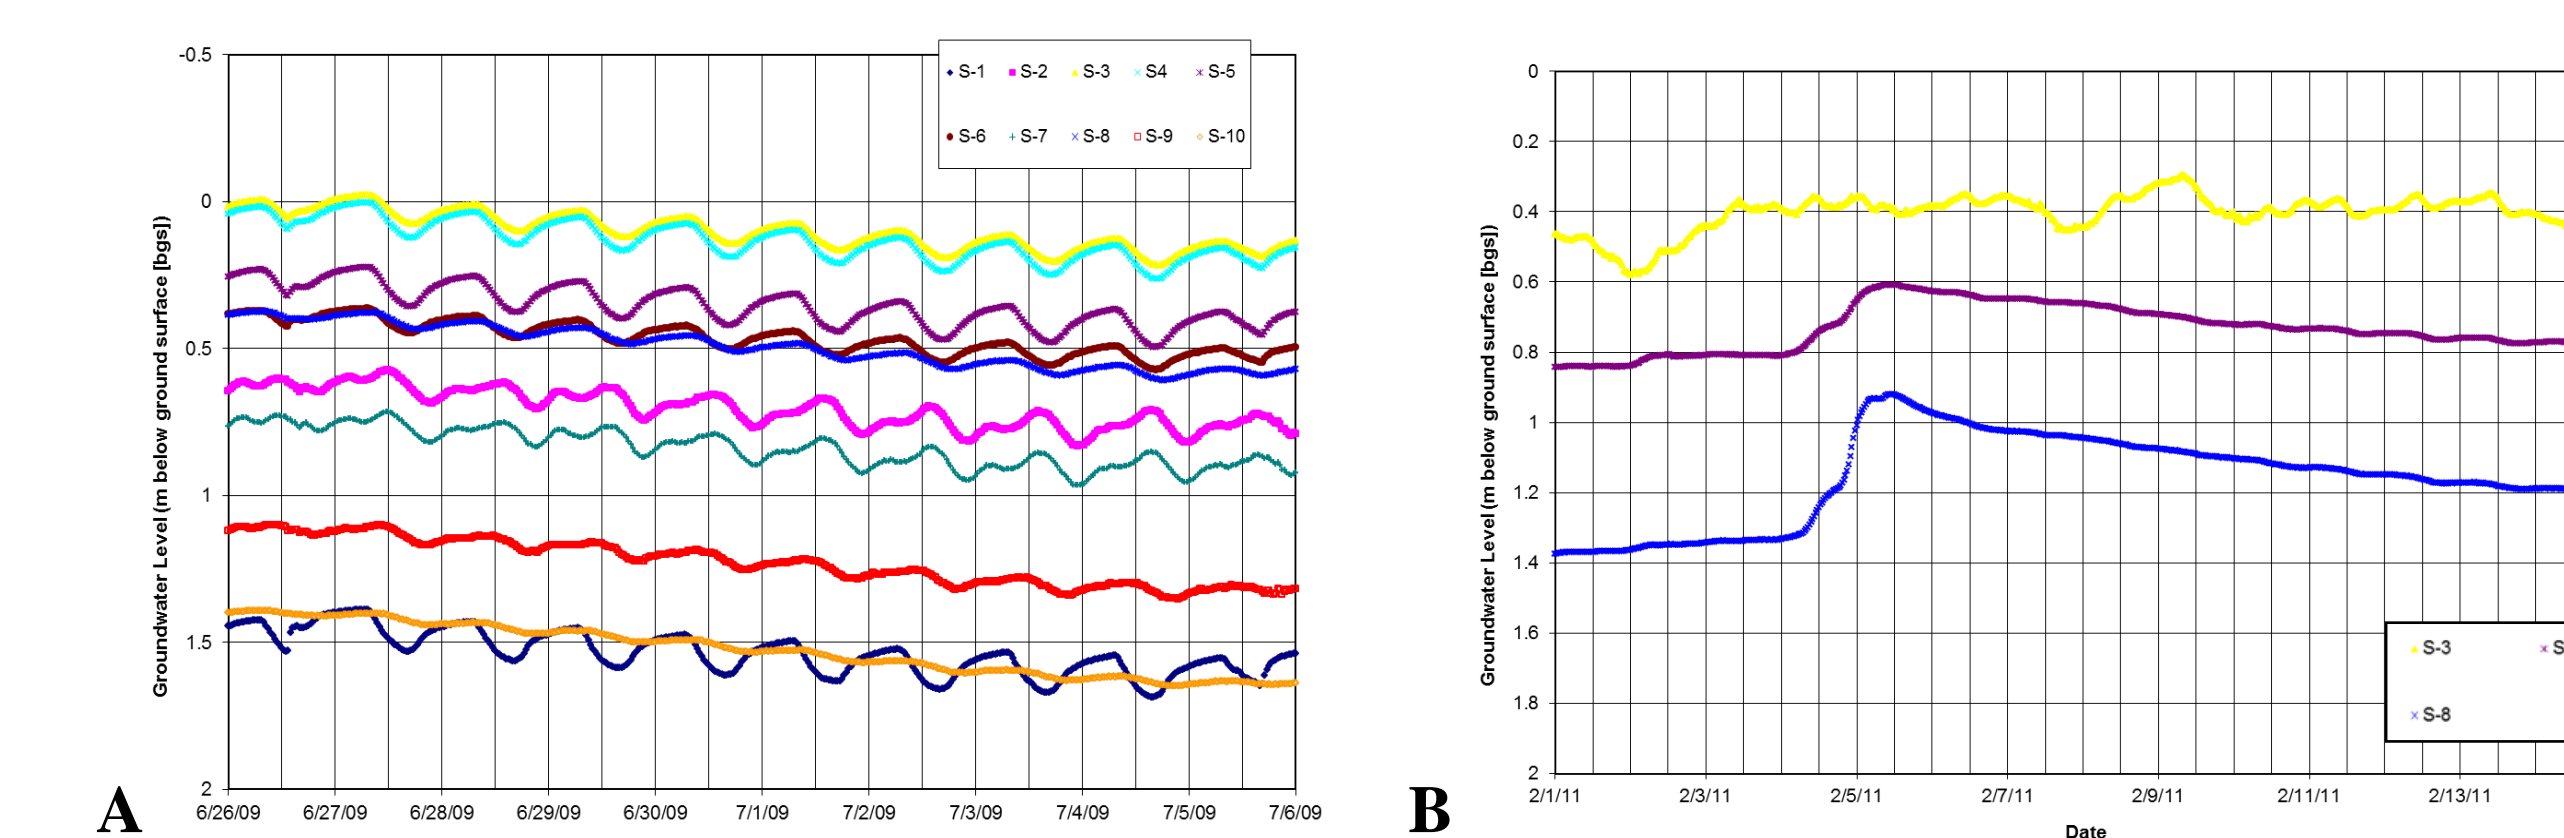 -0.5
0
0.5
1
1.5
2
Groundwater Level (m below ground surface [bgs])
S-1 S-2 S-3 S4 S-5
S-6 S-7 S-8 S-9 S-10
6/26/09 6/27/09 6/28/09 6/29/09 6/30/09 7/1/09 7/2/09 7/3/09 7/4/09 7/5/09 7/6/09
A
0
0.2
0.4
0.6
0.8
1
1.2
1.4
1.6
1.8
2
Groundwater Level (m below ground surface [bgs])
S-3 S
S-8
2/1/11 2/3/11 2/5/11 2/7/11 2/9/11 2/11/11 2/13/11
Date
B